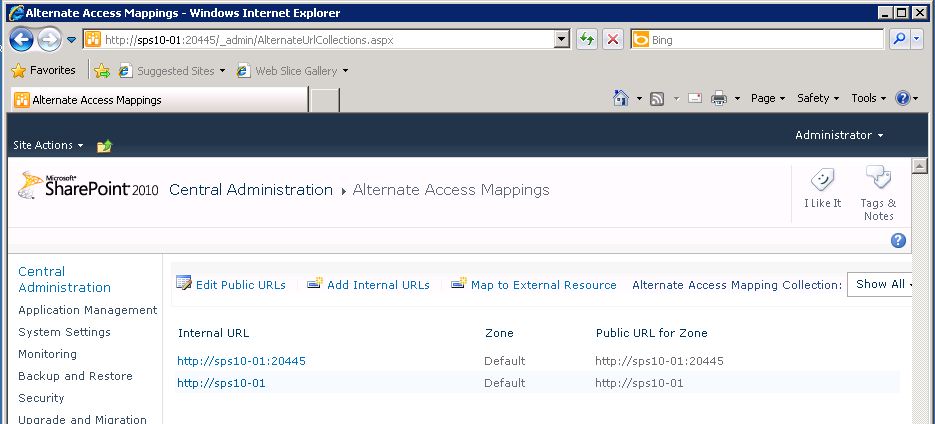 Alternate Access Mappings - Windows Internet Explorer
http://sps10-01:20445/_admin/AlternateUrlCollections.aspx Bing
Favorites Suggested Sites Web Slice Gallery
Alternate Access Mappings Page Safety Tools
Administrator
Site Actions
Microsoft
SharePoint 2010 Central Administration Alternate Access Mappings
I Like It Tags &
Notes
Central
Administration
Edit Public URLs Add Internal URLs Map to External Resource Alternate Access Mapping Collection: Show All
Application Management
System Settings
Internal URL Zone Public URL for Zone
Monitoring
http://sps10-01:20445 Default http://sps10-01:20445
Backup and Restore
http://sps10-01 Default http://sps10-01
Security
Upgrade and Migration